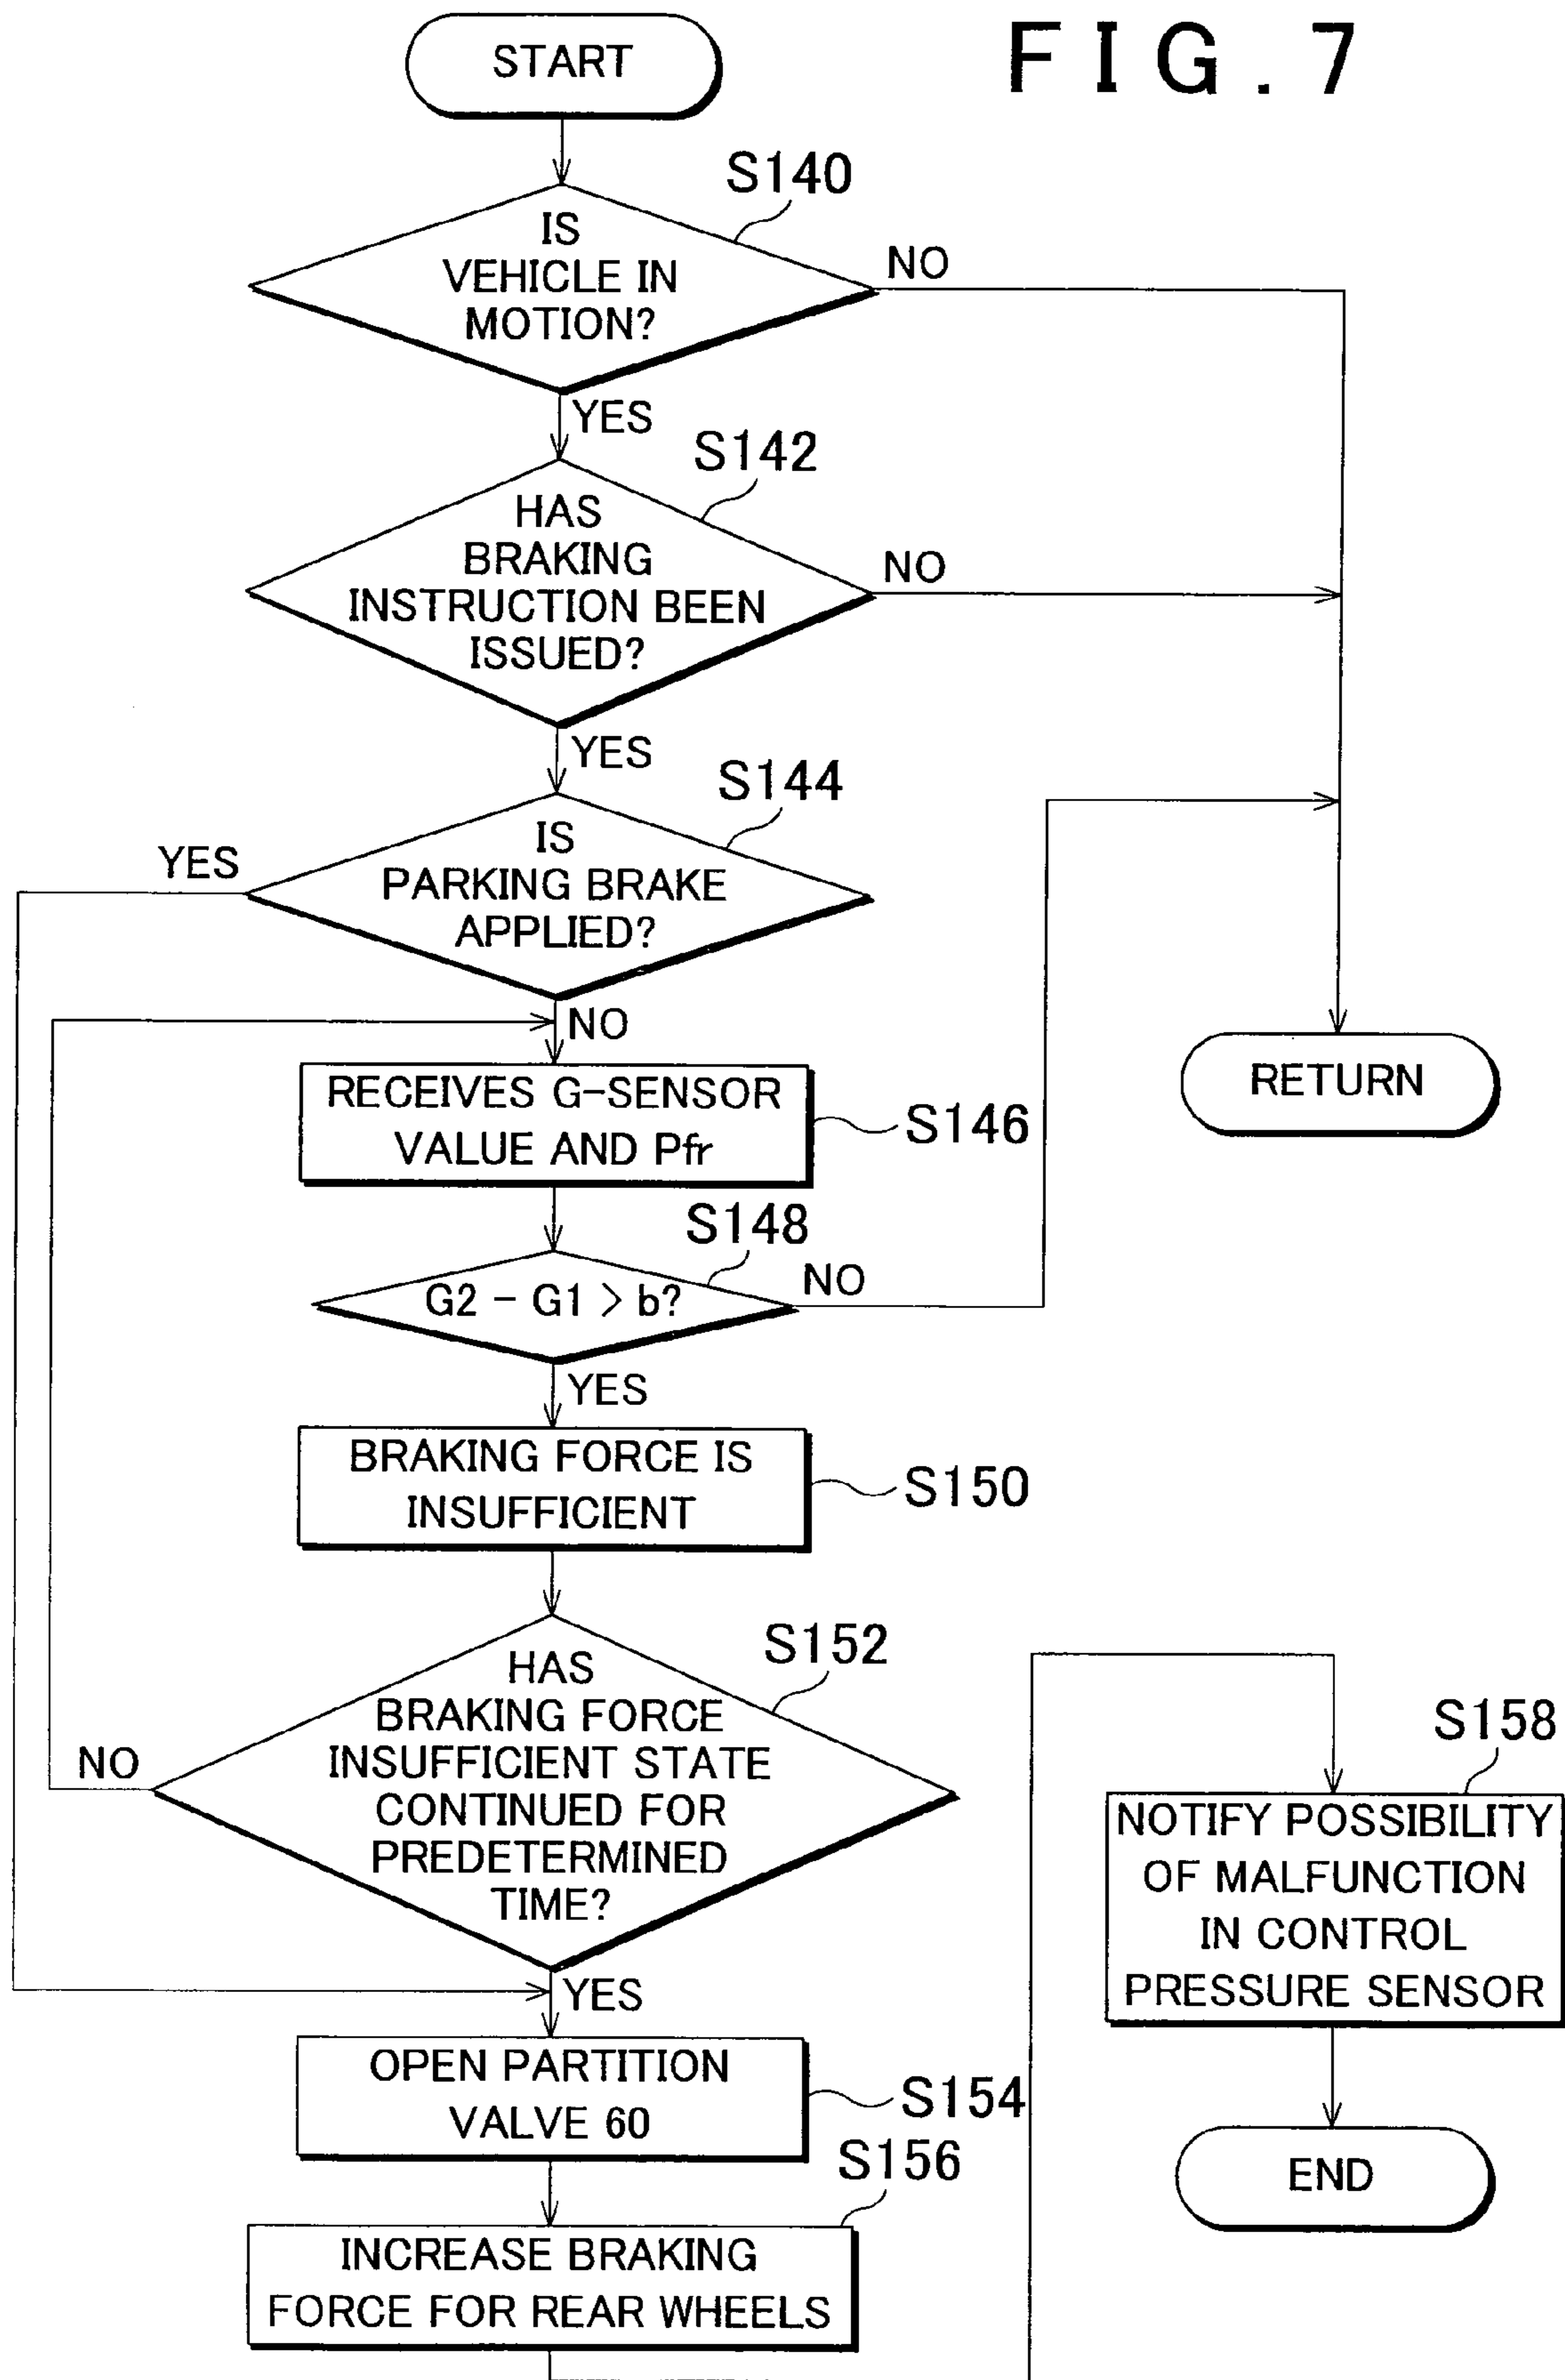 FIG. 7
START
S140
IS
VEHICLE IN
MOTION?
NO
YES
S142
HAS
BRAKING
INSTRUCTION BEEN
ISSUED?
NO
YES
S144
IS
PARKING BRAKE
APPLIED?
YES
NO
RECEIVES G-SENSOR
VALUE AND Pfr
S146
RETURN
S148
G2 - G1 > b?
NO
YES
BRAKING FORCE IS
INSUFFICIENT
S150
S152
HAS
BRAKING FORCE
INSUFFICIENT STATE
CONTINUED FOR
PREDETERMINED
TIME?
NO
YES
OPEN PARTITION
VALVE 60
S154
S156
INCREASE BRAKING
FORCE FOR REAR WHEELS
S158
NOTIFY POSSIBILITY
OF MALFUNCTION
IN CONTROL
PRESSURE SENSOR
END